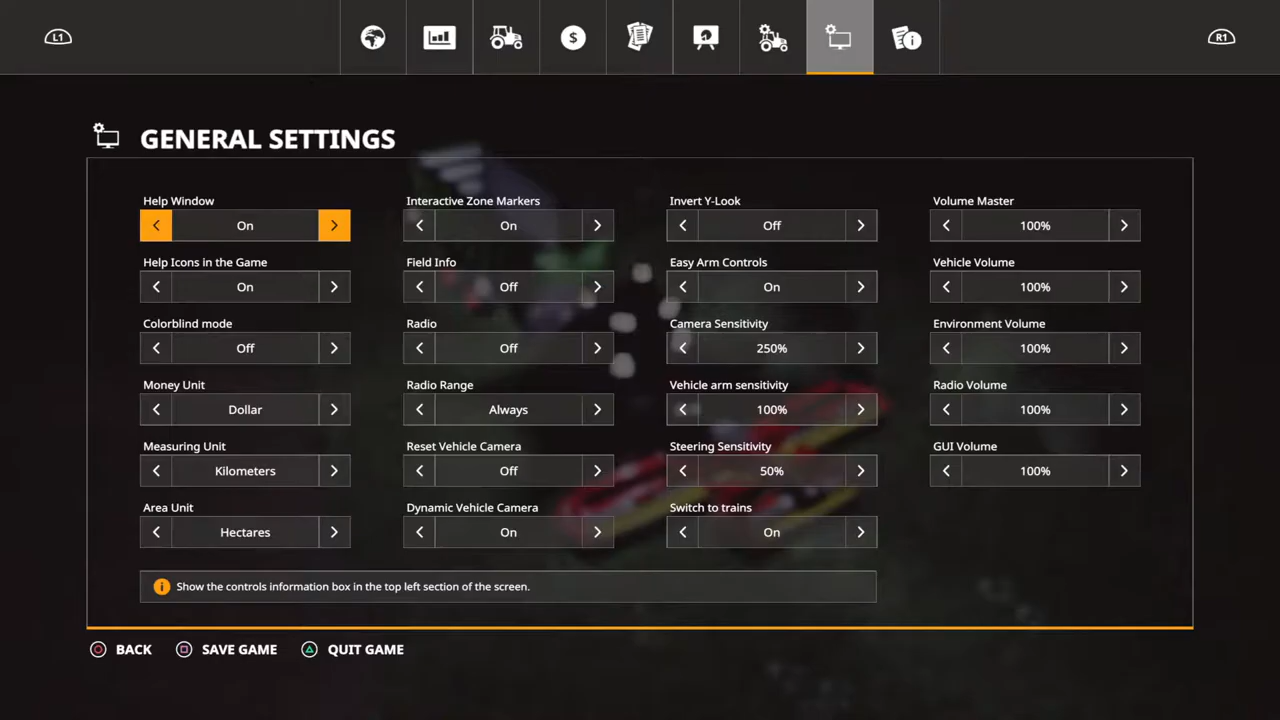 L1
R1
GENERAL SETTINGS
Help Window
On
Help Icons in the Game
On
Colorblind mode
Off
Money Unit
Dollar
Measuring Unit
Kilometers
Area Unit
Hectares
Interactive Zone Markers
On
Field Info
Off
Radio
Off
Radio Range
Always
Reset Vehicle Camera
Off
Dynamic Vehicle Camera
On
Invert Y-Look
Off
Easy Arm Controls
On
Camera Sensitivity
250%
Vehicle arm sensitivity
100%
Steering Sensitivity
50%
Switch to trains
On
Volume Master
100%
Vehicle Volume
100%
Environment Volume
100%
Radio Volume
100%
GUI Volume
100%
Show the controls information box in the top left section of the screen.
BACK SAVE GAME QUIT GAME